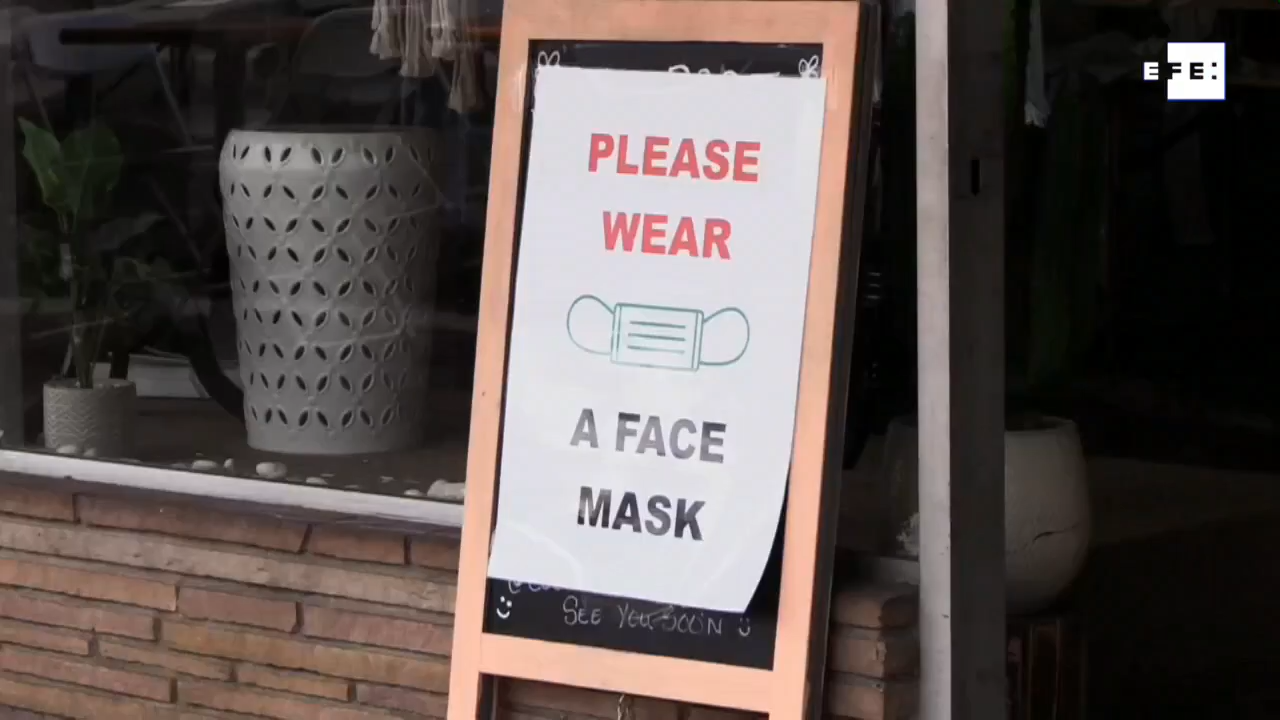 EFE:
PLEASE
WEAR
A FACE
MASK
SEE YOU SOON